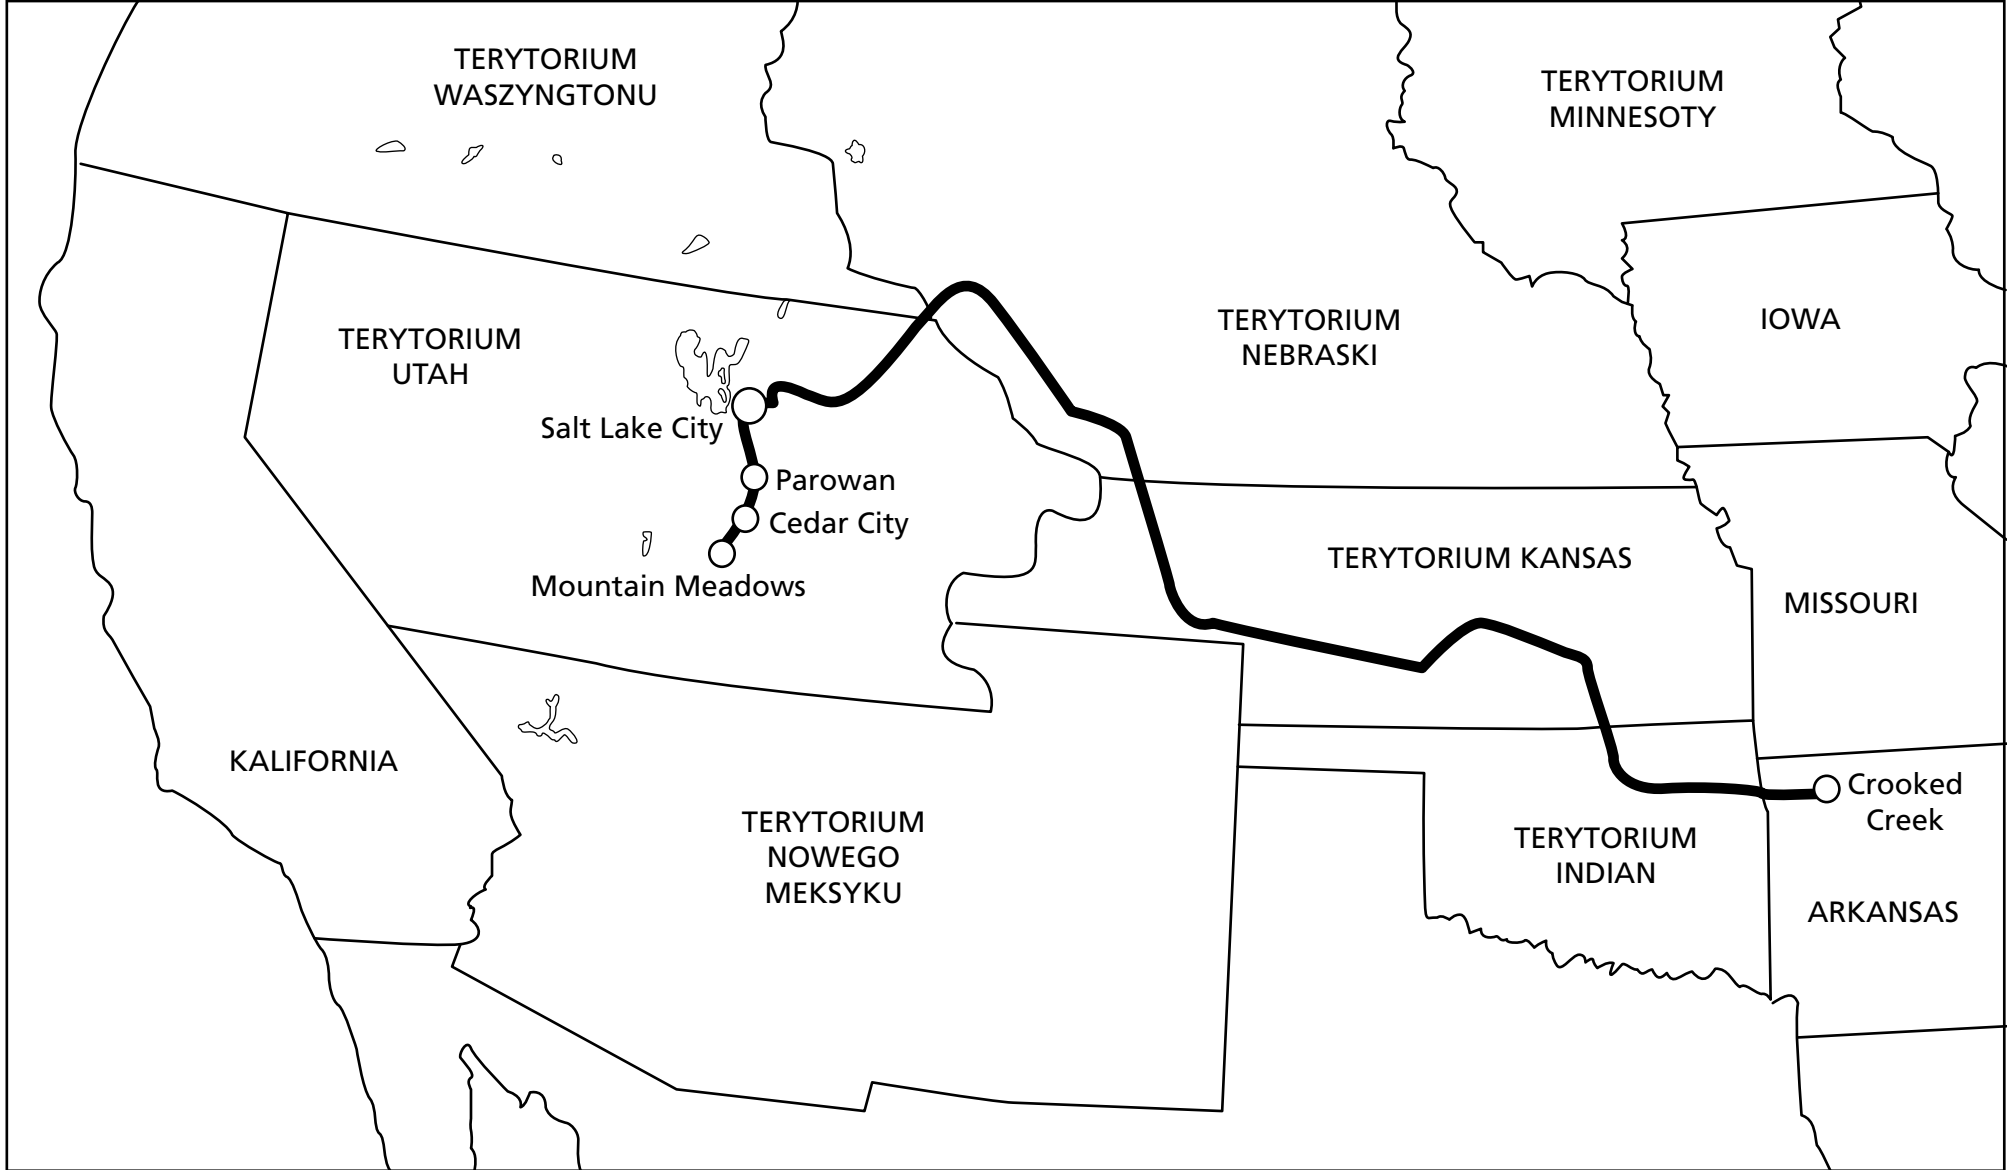 TERYTORIUM
WASZYNGTONU
TERYTORIUM
MINNESOTY
TERYTORIUM
NEBRASKI
IOWA
TERYTORIUM
UTAH
Salt Lake City
Parowan
Cedar City
Mountain Meadows
TERYTORIUM KANSAS
MISSOURI
KALIFORNIA
TERYTORIUM
NOWEGO
MEKSYKU
Crooked
Creek
TERYTORIUM
INDIAN
ARKANSAS